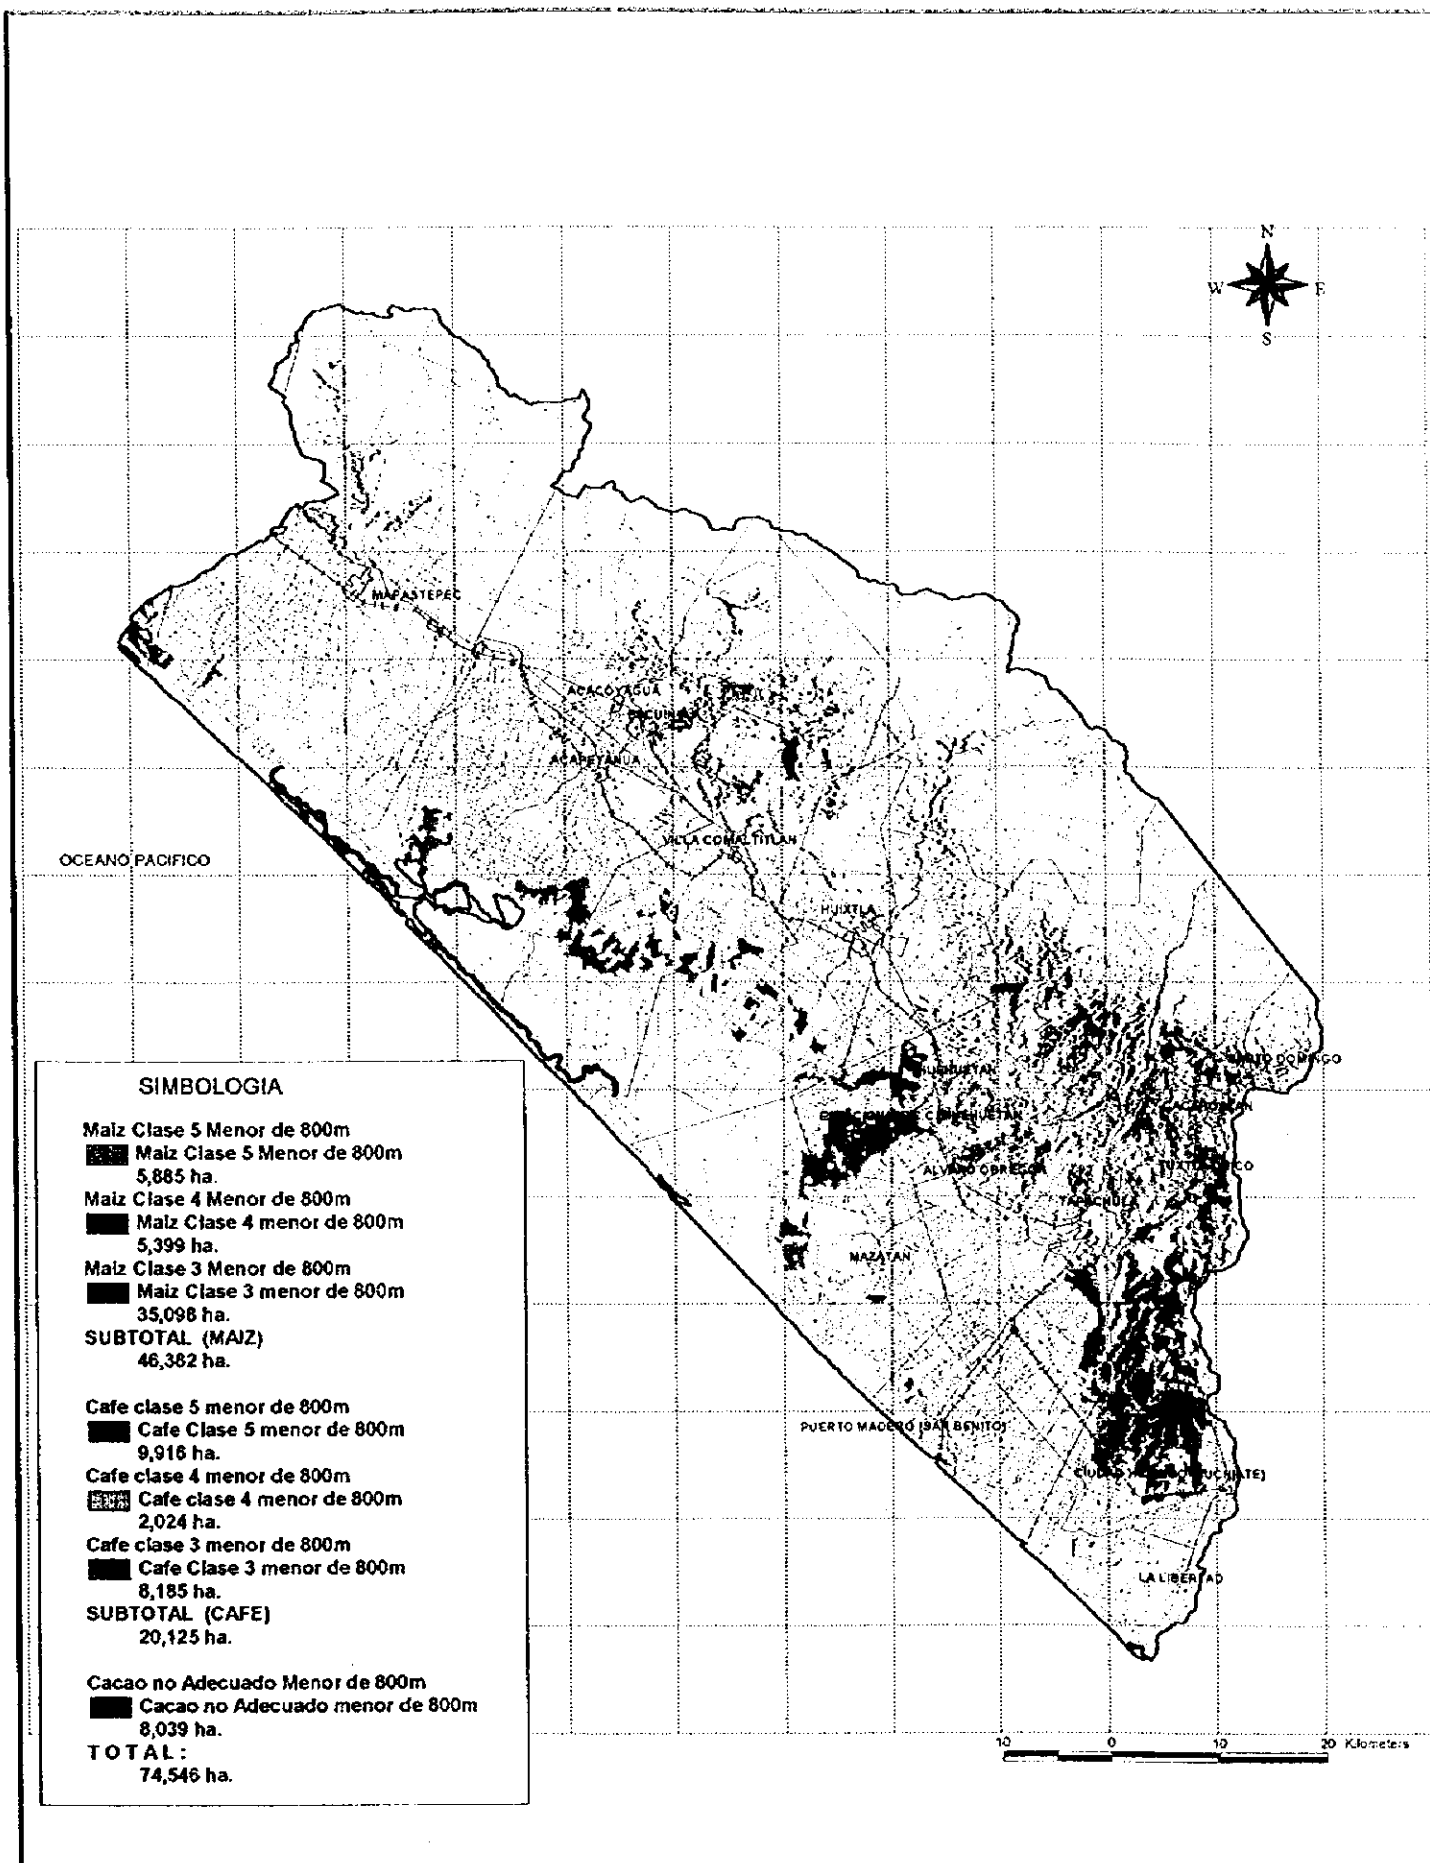 N
W E
S
MAPASTEPEC
ACACOYAGUA
ACAPETAHUA
VILLA COMALTITLAN
OCEANO PACIFICO
HUIXTLA
HUEHUETAN
ALVARO OBREGON
MAZATAN
PUERTO MADERO (SAN BENITO)
LA LIBERTAD
SIMBOLOGIA
Maiz Clase 5 Menor de 800m
Maiz Clase 5 Menor de 800m
5,885 ha.
Maiz Clase 4 Menor de 800m
Maiz Clase 4 menor de 800m
5,399 ha.
Maiz Clase 3 Menor de 800m
Maiz Clase 3 menor de 800m
35,098 ha.
SUBTOTAL (MAIZ)
46,382 ha.
Cafe clase 5 menor de 800m
Cafe Clase 5 menor de 800m
9,916 ha.
Cafe clase 4 menor de 800m
Cafe clase 4 menor de 800m
2,024 ha.
Cafe clase 3 menor de 800m
Cafe Clase 3 menor de 800m
8,185 ha.
SUBTOTAL (CAFE)
20,125 ha.
Cacao no Adecuado Menor de 800m
Cacao no Adecuado menor de 800m
8,039 ha.
TOTAL:
74,546 ha.
10 0 10 20 Kilometers